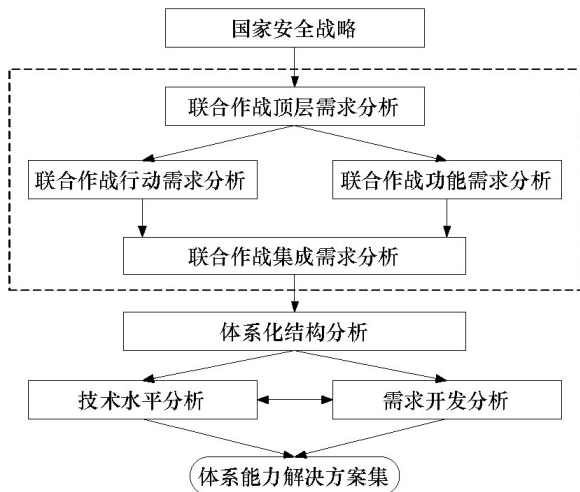 国家安全战略
联合作战顶层需求分析
联合作战行动需求分析
联合作战功能需求分析
联合作战集成需求分析
体系化结构分析
技术水平分析
需求开发分析
体系能力解决方案集